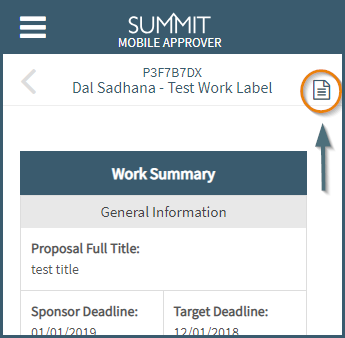 SUMMIT
MOBILE APPROVER
P3F7B7DX
Dal Sadhana - Test Work Label
Work Summary
General Information
Proposal Full Title:
test title
Sponsor Deadline: Target Deadline:
01/01/2019 12/01/2018